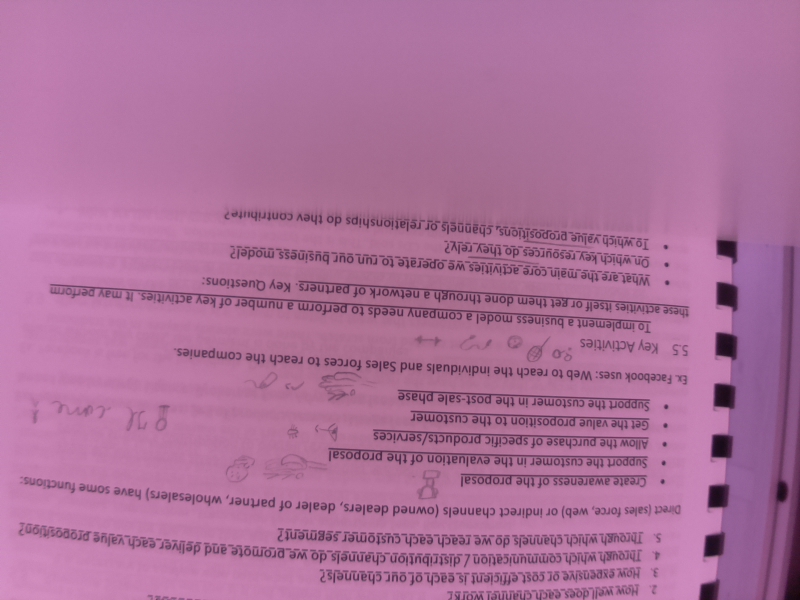 2. How well does each channel work?
3. How expensive or cost efficient is each of our channels?
4. Through which communication / distribution channels do we promote and deliver each value proposition?
5. Through which channels do we reach each customer segment?
Direct (sales force, web) or indirect channels (owned dealers, dealer of partner, wholesalers) have some functions:
• Create awareness of the proposal
• Support the customer in the evaluation of the proposal
• Allow the purchase of specific products/services
• Get the value proposition to the customer
• Support the customer in the post-sale phase
Ex. Facebook uses: Web to reach the individuals and Sales forces to reach the companies.
5.5 Key Activities
To implement a business model a company needs to perform a number of key activities. It may perform
these activities itself or get them done through a network of partners. Key Questions:
• What are the main core activities we operate to run our business model?
• On which key resources do they rely?
• To which value propositions, channels or relationships do they contribute?